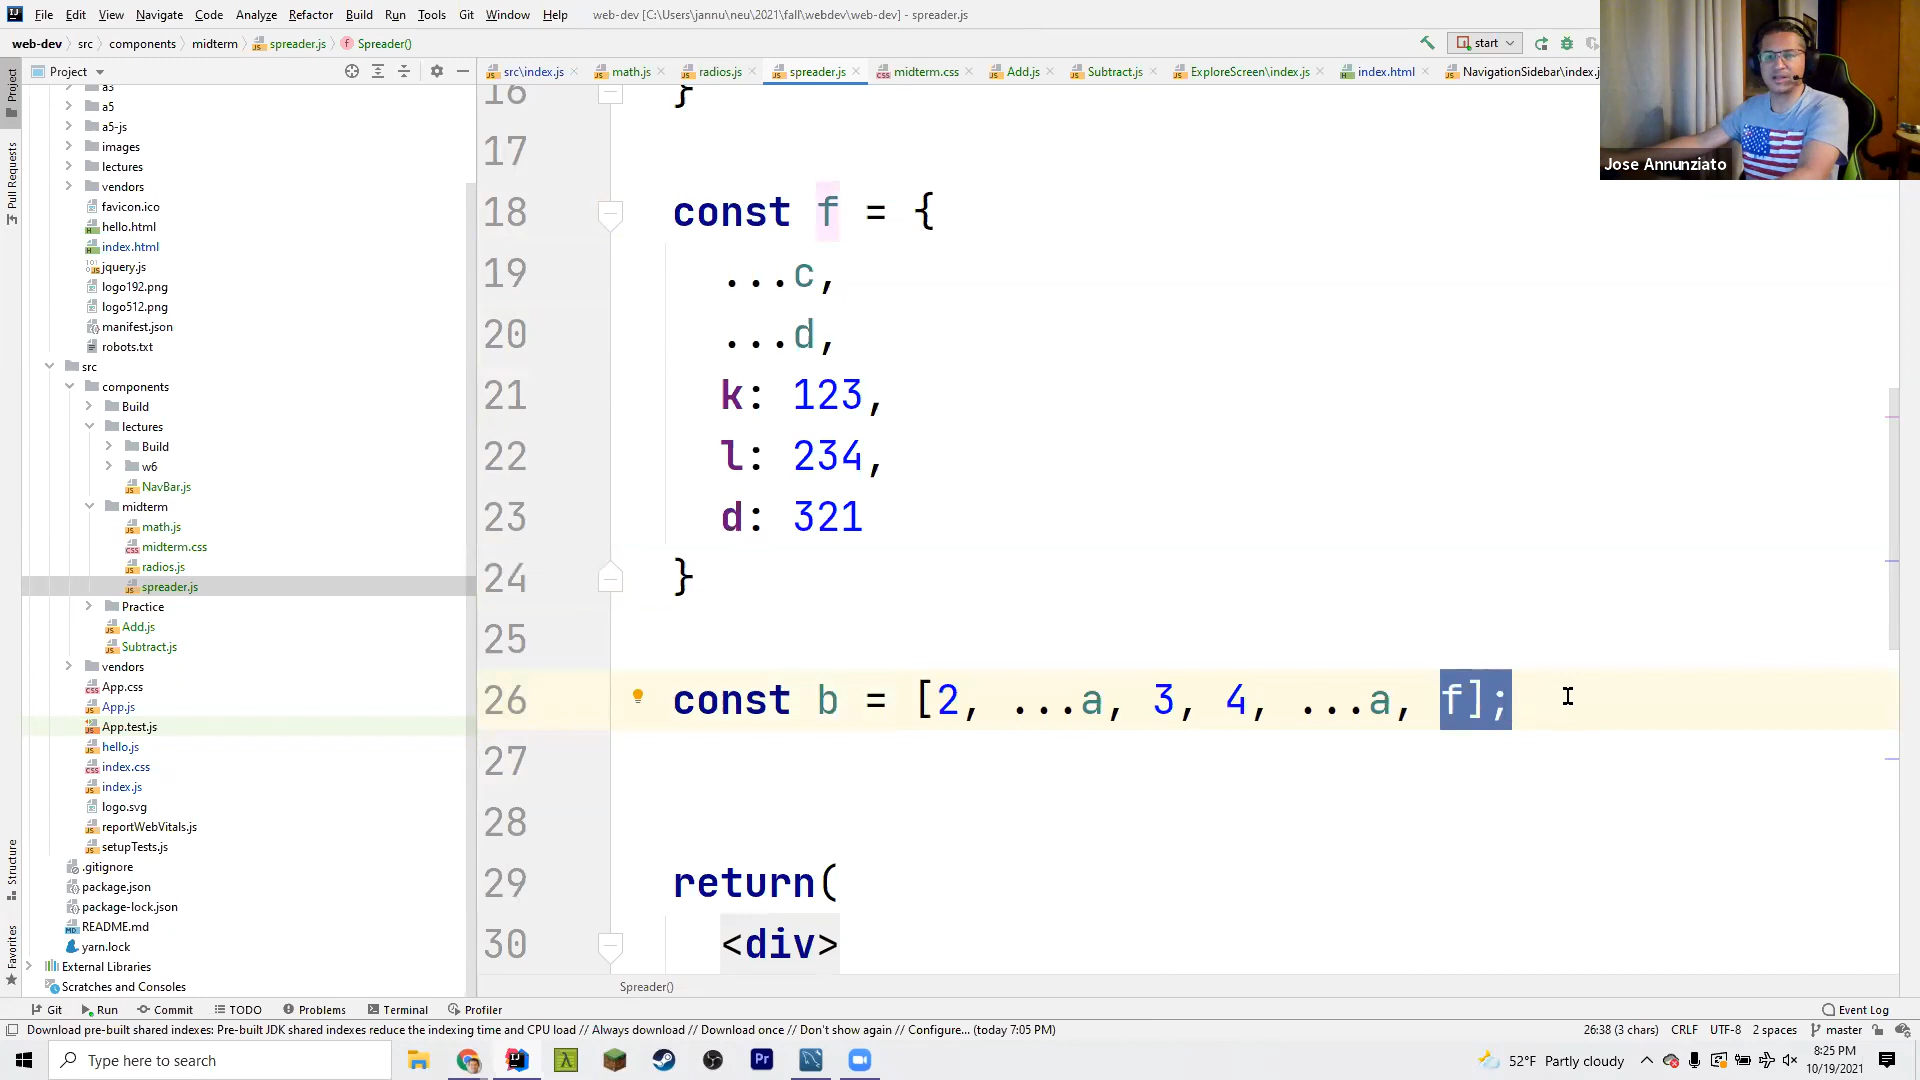 File Edit View Navigate Code Analyze Refactor Build Run Tools Git Window Help web-dev [C:\Users\jannu\neu\2021\fall\webdev\web-dev] - spreader.js
web-dev src components midterm spreader.js Spreader() start
Project
src\index.js math.js radios.js spreader.js midterm.css Add.js Subtract.js ExploreScreen\index.js index.html NavigationSidebar\index.j
Project
Pull Requests
Structure
Favorites
a3
a5
a5-js
images
lectures
vendors
favicon.ico
hello.html
index.html
jquery.js
logo192.png
logo512.png
manifest.json
robots.txt
src
components
Build
lectures
Build
w6
NavBar.js
midterm
math.js
midterm.css
radios.js
spreader.js
Practice
Add.js
Subtract.js
vendors
App.css
App.js
App.test.js
hello.js
index.css
index.js
logo.svg
reportWebVitals.js
setupTests.js
.gitignore
package.json
package-lock.json
README.md
yarn.lock
External Libraries
Scratches and Consoles
16 }
17
18 const f = {
19 ...c,
20 ...d,
21 k: 123,
22 l: 234,
23 d: 321
24 }
25
26 const b = [2, ...a, 3, 4, ...a, f];
27
28
29 return(
30 <div>
Spreader()
Jose Annunziato
Git Run Commit TODO Problems Terminal Profiler Event Log
Download pre-built shared indexes: Pre-built JDK shared indexes reduce the indexing time and CPU load // Always download // Download once // Don't show again // Configure... (today 7:05 PM) 26:38 (3 chars) CRLF UTF-8 2 spaces master
Type here to search Pr 52°F Partly cloudy 8:25 PM
10/19/2021